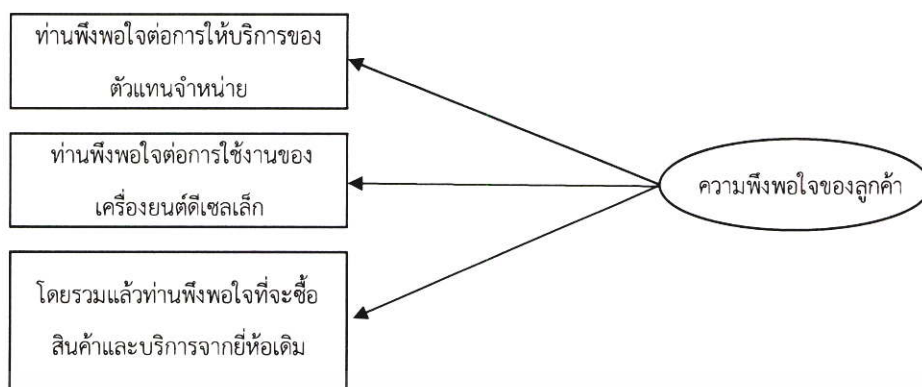 ท่านพึงพอใจต่อการให้บริการของ
ตัวแทนจำหน่าย
ท่านพึงพอใจต่อการใช้งานของ
เครื่องยนต์ดีเซลเล็ก
โดยรวมแล้วท่านพึงพอใจที่จะซื้อ
สินค้าและบริการจากยี่ห้อเดิม
ความพึงพอใจของลูกค้า